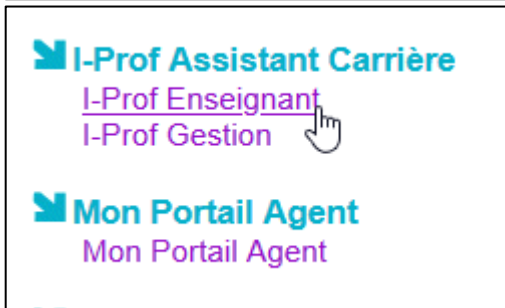 I-Prof Assistant Carrière
I-Prof Enseignant
I-Prof Gestion
Mon Portail Agent
Mon Portail Agent